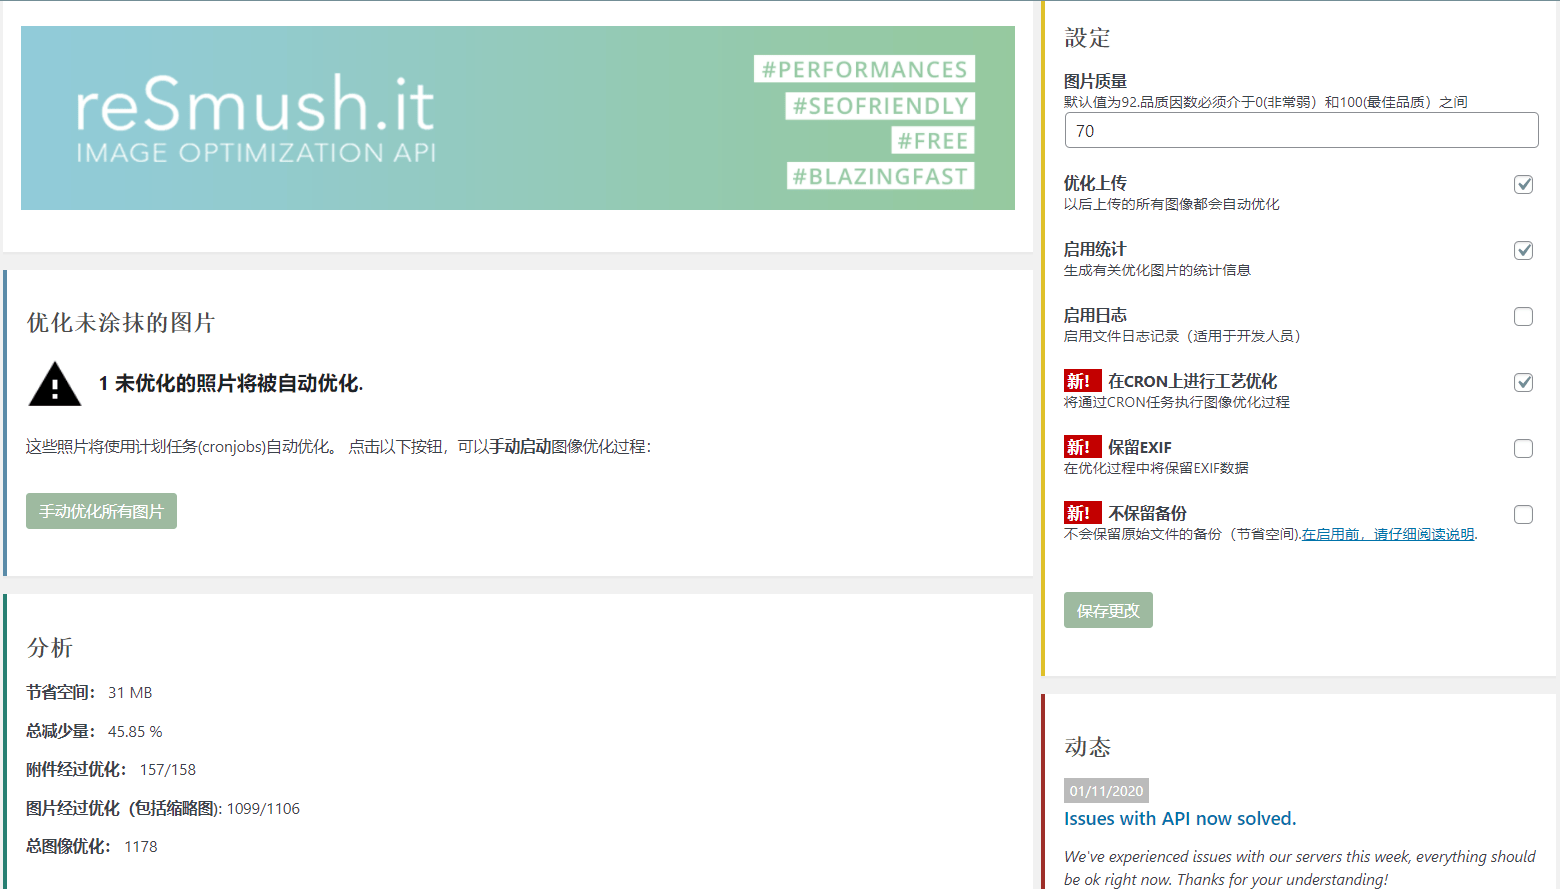 reSmush.it
IMAGE OPTIMIZATION API
#PERFORMANCES
#SEOFRIENDLY
#FREE
#BLAZINGFAST
优化未涂抹的图片
1 未优化的照片将被自动优化.
这些照片将使用计划任务(cronjobs)自动优化。 点击以下按钮，可以手动启动图像优化过程：
手动优化所有图片
分析
节省空间： 31 MB
总减少量： 45.85 %
附件经过优化： 157/158
图片经过优化（包括缩略图): 1099/1106
总图像优化： 1178
設定
图片质量
默认值为92.品质因数必须介于0(非常弱）和100(最佳品质）之间
70
优化上传
以后上传的所有图像都会自动优化
启用统计
生成有关优化图片的统计信息
启用日志
启用文件日志记录（适用于开发人员）
新! 在CRON上进行工艺优化
将通过CRON任务执行图像优化过程
新! 保留EXIF
在优化过程中将保留EXIF数据
新! 不保留备份
不会保留原始文件的备份（节省空间).在启用前，请仔细阅读说明.
保存更改
动态
01/11/2020
Issues with API now solved.
We've experienced issues with our servers this week, everything should
be ok right now. Thanks for your understanding!